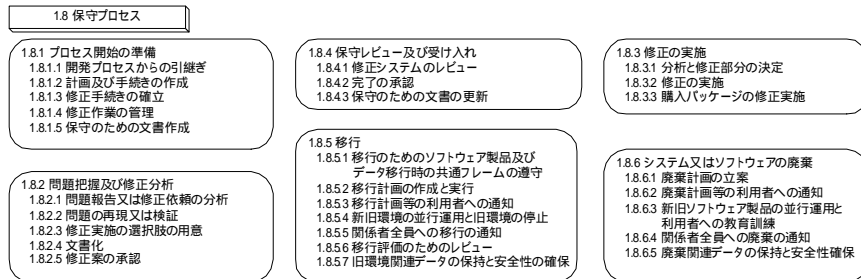 1.8 保守プロセス
1.8.1 プロセス開始の準備
1.8.1.1 開発プロセスからの引継ぎ
1.8.1.2 計画及び手続きの作成
1.8.1.3 修正手続きの確立
1.8.1.4 修正作業の管理
1.8.1.5 保守のための文書作成
1.8.2 問題把握及び修正分析
1.8.2.1 問題報告又は修正依頼の分析
1.8.2.2 問題の再現又は検証
1.8.2.3 修正実施の選択肢の用意
1.8.2.4 文書化
1.8.2.5 修正案の承認
1.8.4 保守レビュー及び受け入れ
1.8.4.1 修正システムのレビュー
1.8.4.2 完了の承認
1.8.4.3 保守のための文書の更新
1.8.5 移行
1.8.5.1 移行のためのソフトウェア製品及び
データ移行時の共通フレームの遵守
1.8.5.2 移行計画の作成と実行
1.8.5.3 移行計画等の利用者への通知
1.8.5.4 新旧環境の並行運用と旧環境の停止
1.8.5.5 関係者全員への移行の通知
1.8.5.6 移行評価のためのレビュー
1.8.5.7 旧環境関連データの保持と安全性の確保
1.8.3 修正の実施
1.8.3.1 分析と修正部分の決定
1.8.3.2 修正の実施
1.8.3.3 購入パッケージの修正実施
1.8.6 システム又はソフトウェアの廃棄
1.8.6.1 廃棄計画の立案
1.8.6.2 廃棄計画等の利用者への通知
1.8.6.3 新旧ソフトウェア製品の並行運用と
利用者への教育訓練
1.8.6.4 関係者全員への廃棄の通知
1.8.6.5 廃棄関連データの保持と安全性確保